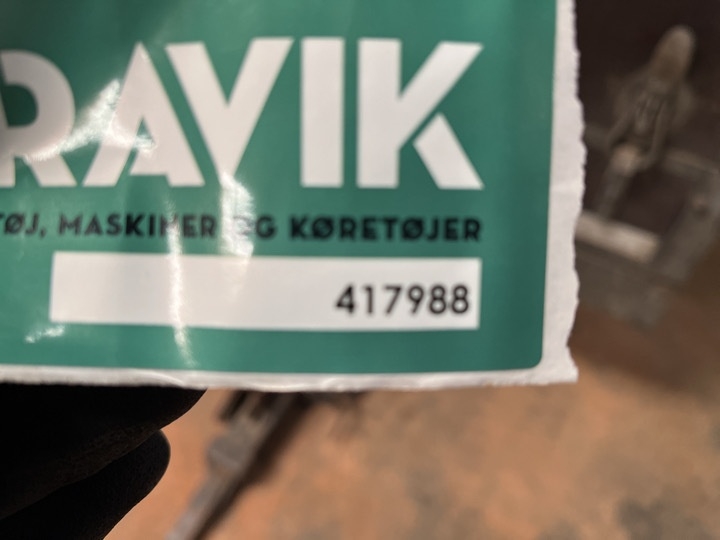 RAVIK
TØJ, MASKINER OG KØRETØJER
417988